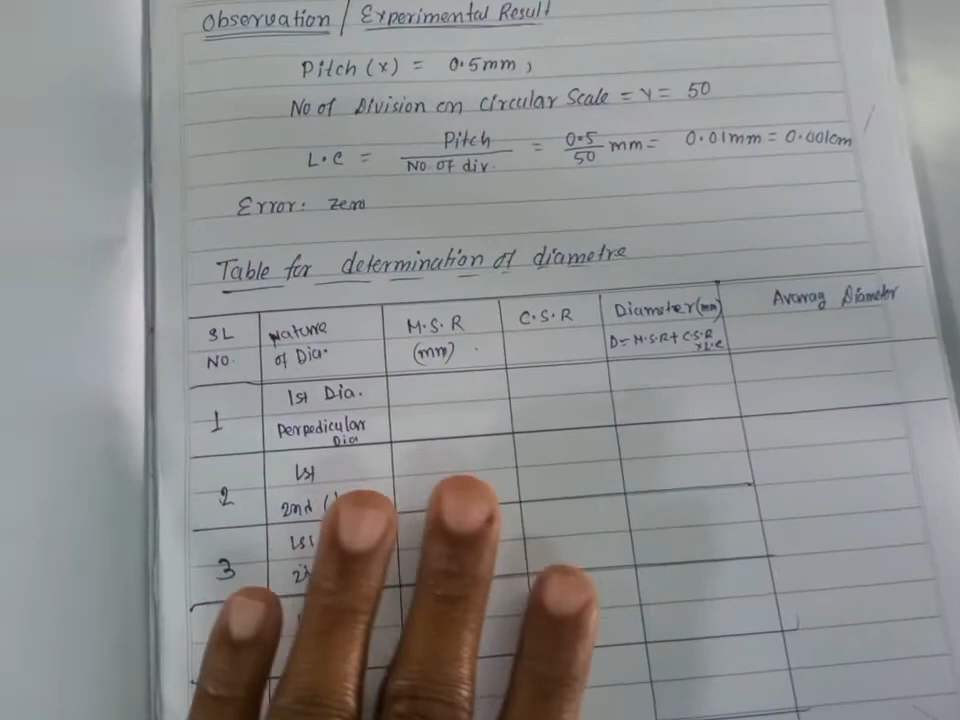 Observation / Experimental Result
Pitch (x) = 0.5mm,
No of Division on Circular Scale = Y = 50
L.C = Pitch / No. of div. = 0.5 / 50 mm = 0.01mm = 0.001cm
Error: Zero
Table for determination of diametre
SL NO. Nature of Dia. M.S.R (mm) C.S.R Diameter (mm) D = M.S.R + C.S.R x L.C Avarag Diameter
1 1st Dia.
Perpedicular Dia
2 1st
2nd
3 1st